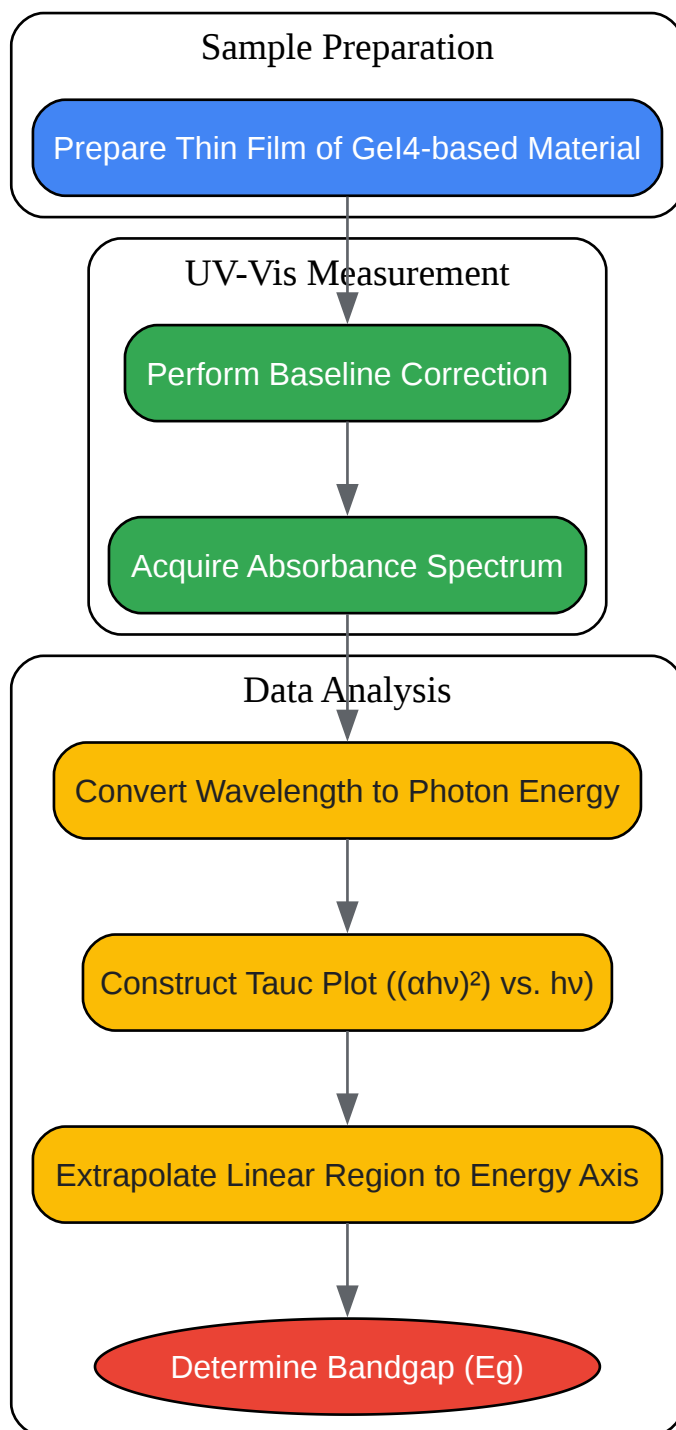 Sample Preparation
Prepare Thin Film of GeI4-based Material
UV-Vis Measurement
Perform Baseline Correction
Acquire Absorbance Spectrum
Data Analysis
Convert Wavelength to Photon Energy
Construct Tauc Plot ((αhν)²) vs. hν)
Extrapolate Linear Region to Energy Axis
Determine Bandgap (Eg)